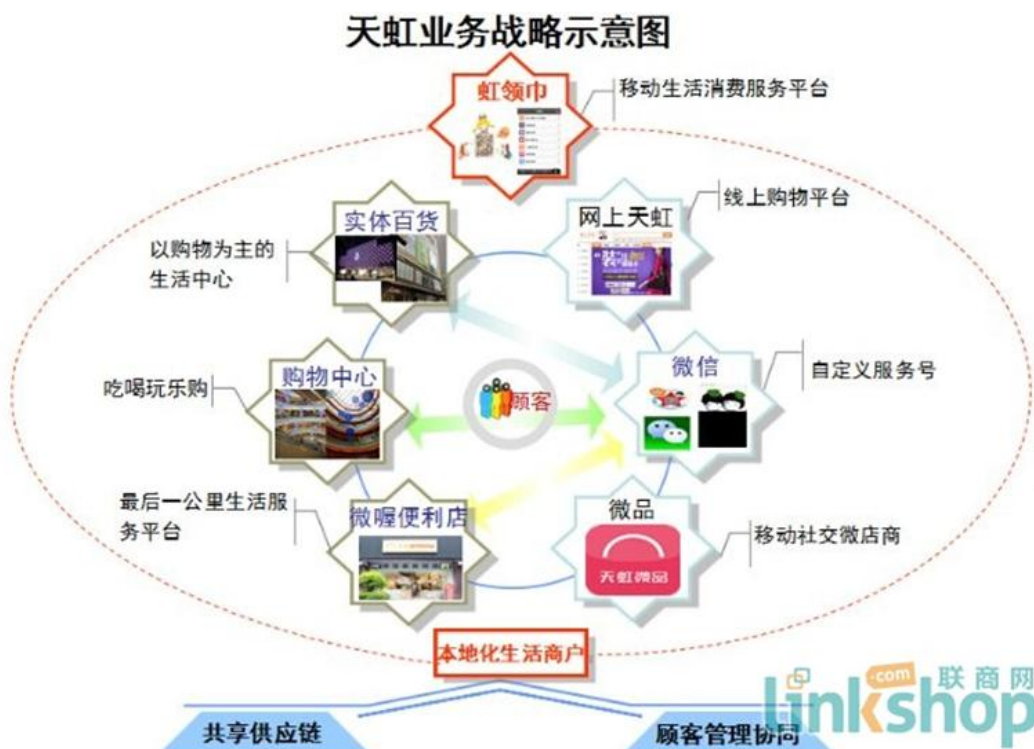 天虹业务战略示意图
虹领巾
移动生活消费服务平台
实体百货
网上天虹
线上购物平台
以购物为主的
生活中心
购物中心
微信
自定义服务号
吃喝玩乐购
顾客
最后一公里生活服
务平台
微喔便利店
微品
天虹微品
移动社交微店商
本地化生活商户
共享供应链
顾客管理协同
linkshop
.com
联商网